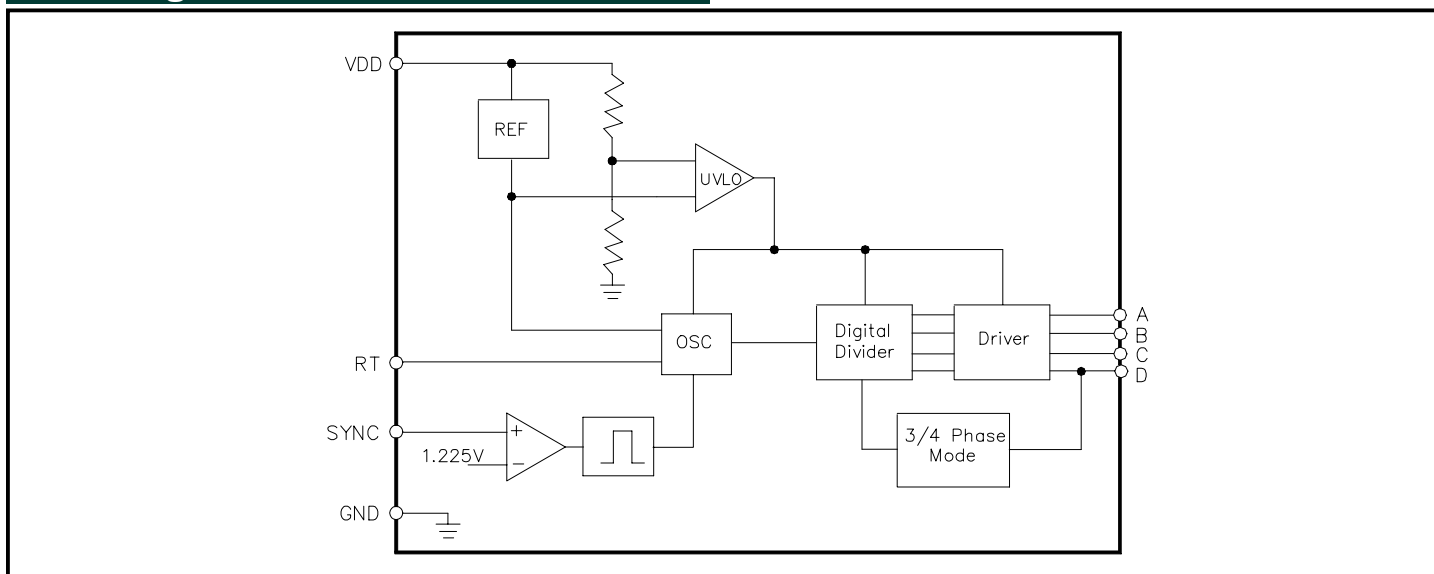 VDD
REF
UVLO
OSC
Digital
Divider
Driver
A
B
C
D
RT
SYNC
+
1.225V
−
3/4 Phase
Mode
GND